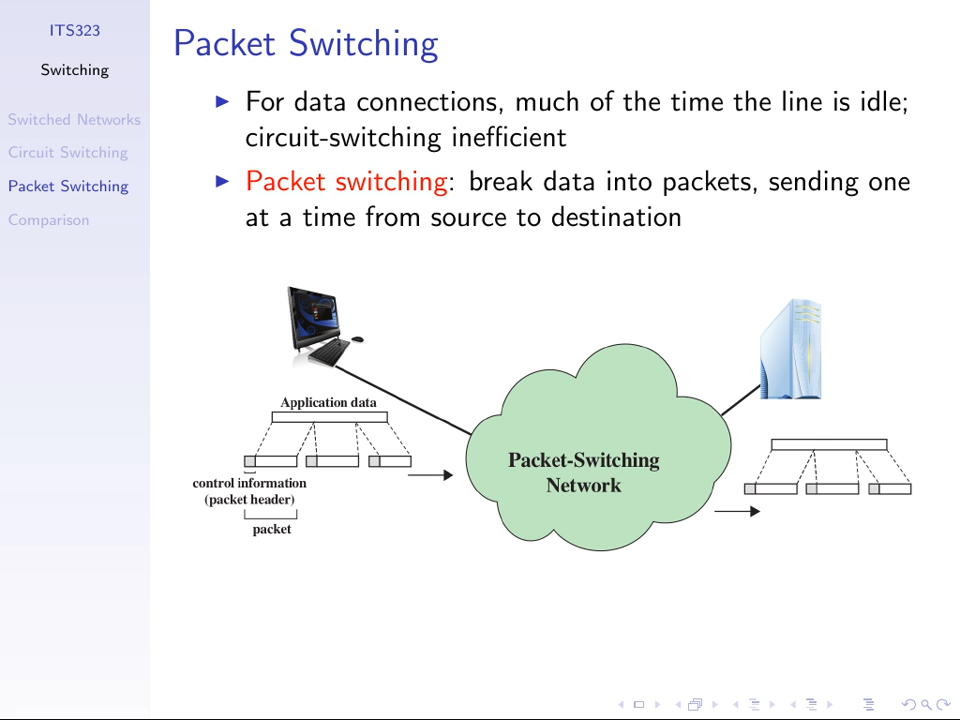 ITS323
Switching
Switched Networks
Circuit Switching
Packet Switching
Comparison
Packet Switching
For data connections, much of the time the line is idle;
circuit-switching inefficient
Packet switching: break data into packets, sending one
at a time from source to destination
Application data
control information
(packet header)
packet
Packet-Switching
Network